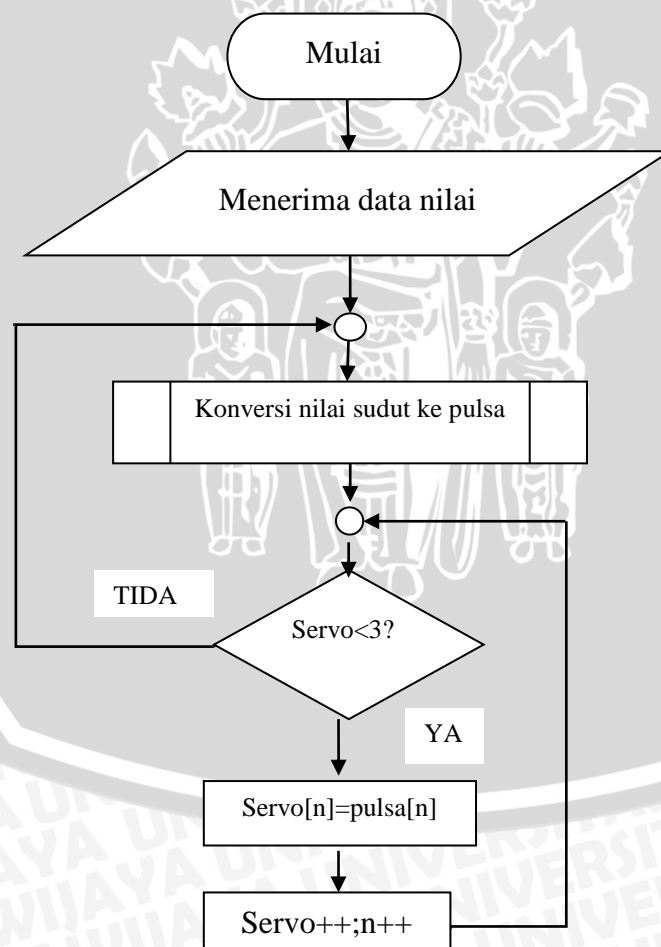 Mulai
Menerima data nilai
Konversi nilai sudut ke pulsa
TIDA
Servo<3?
YA
Servo[n]=pulsa[n]
Servo++;n++